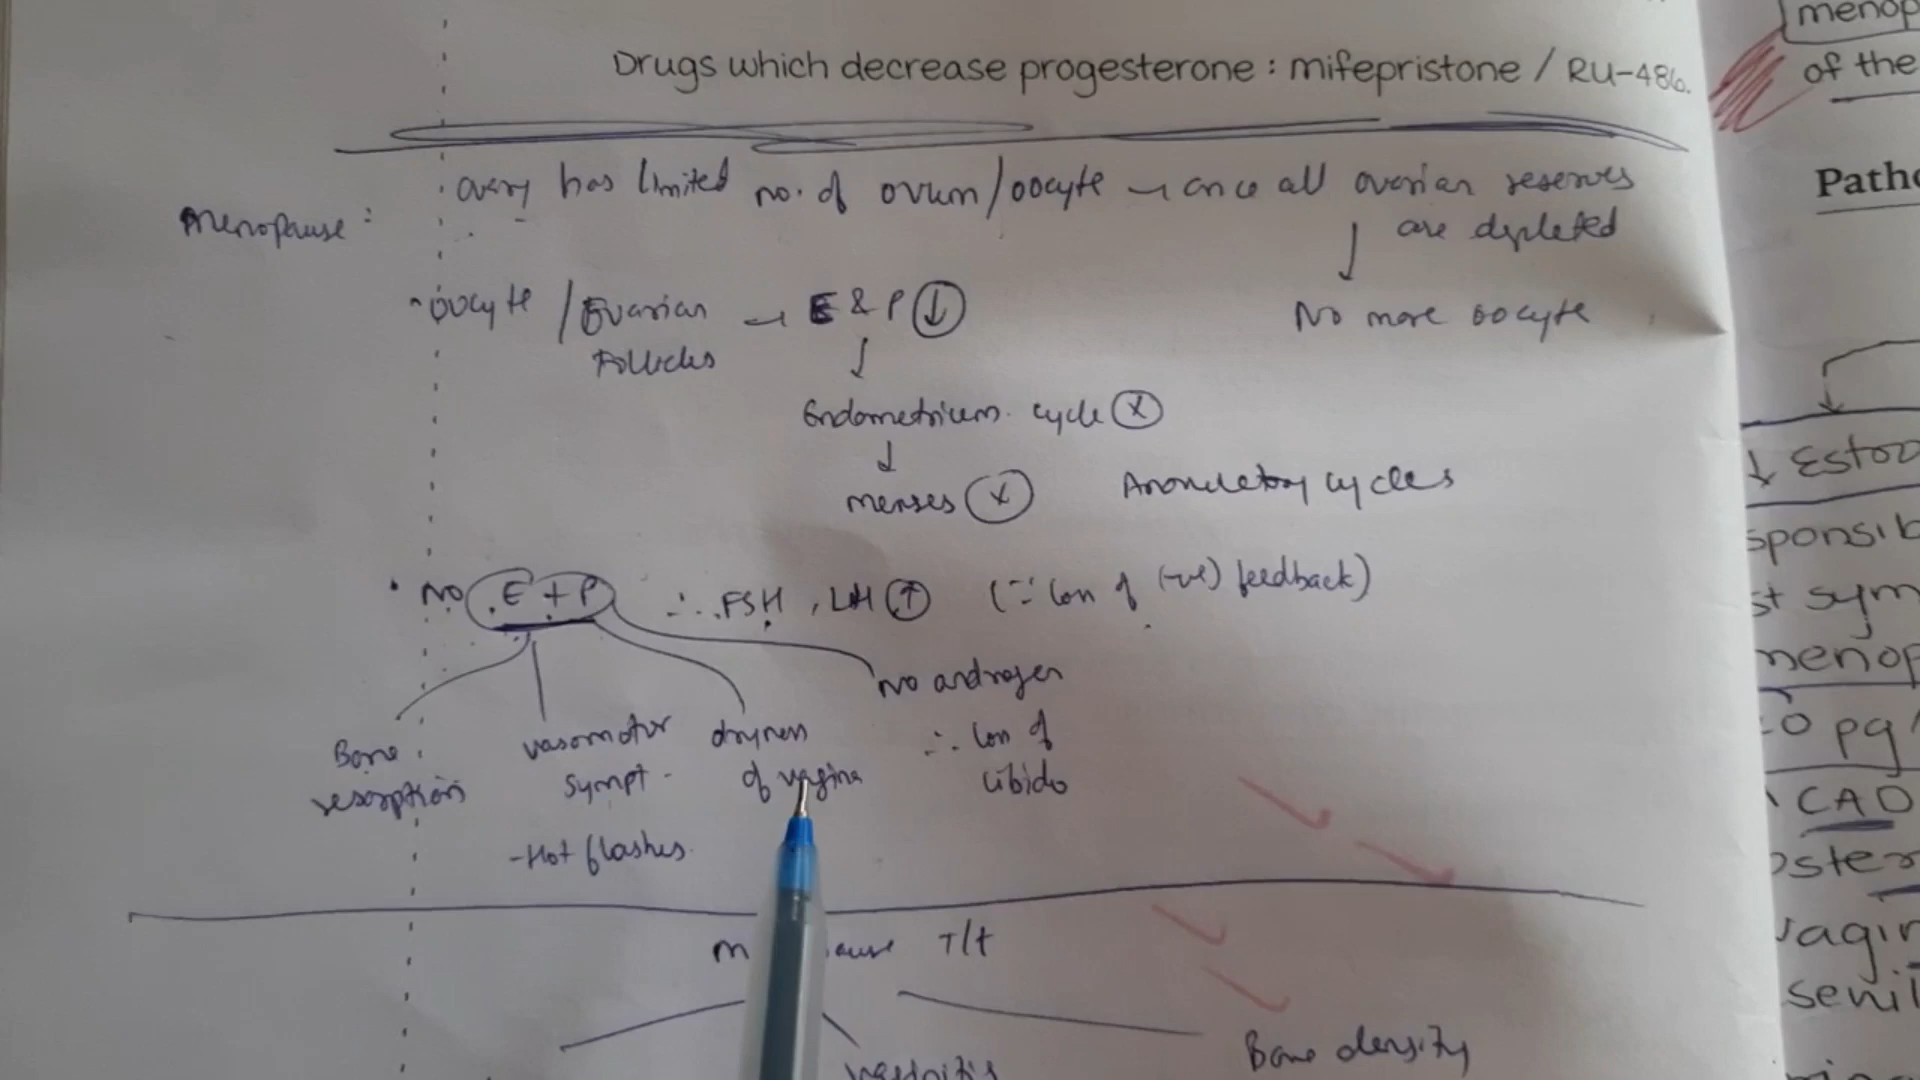 Drugs which decrease progesterone : mifepristone / RU-486.
Menopause :
. ovary has limited no. of ovum/oocyte → once all ovarian reserves
are depleted
↓
No more oocyte
oocyte / Ovarian Follicles → E & P ↓
↓
Endometrium cycle X
↓
menses X Anovulatory cycles
. NO E + P ∴ FSH , LH ↑ (∵ loss of (-ve) feedback)
Bone resorption
vasomotor sympt.
- Hot flashes
dryness of vagina
NO androgen
∴ loss of libido
T/t
Bone density
menop
of the
Patho
↓ Estro
sponsib
st sym
menop
0 pg/
CAD
oster
vagin
senil